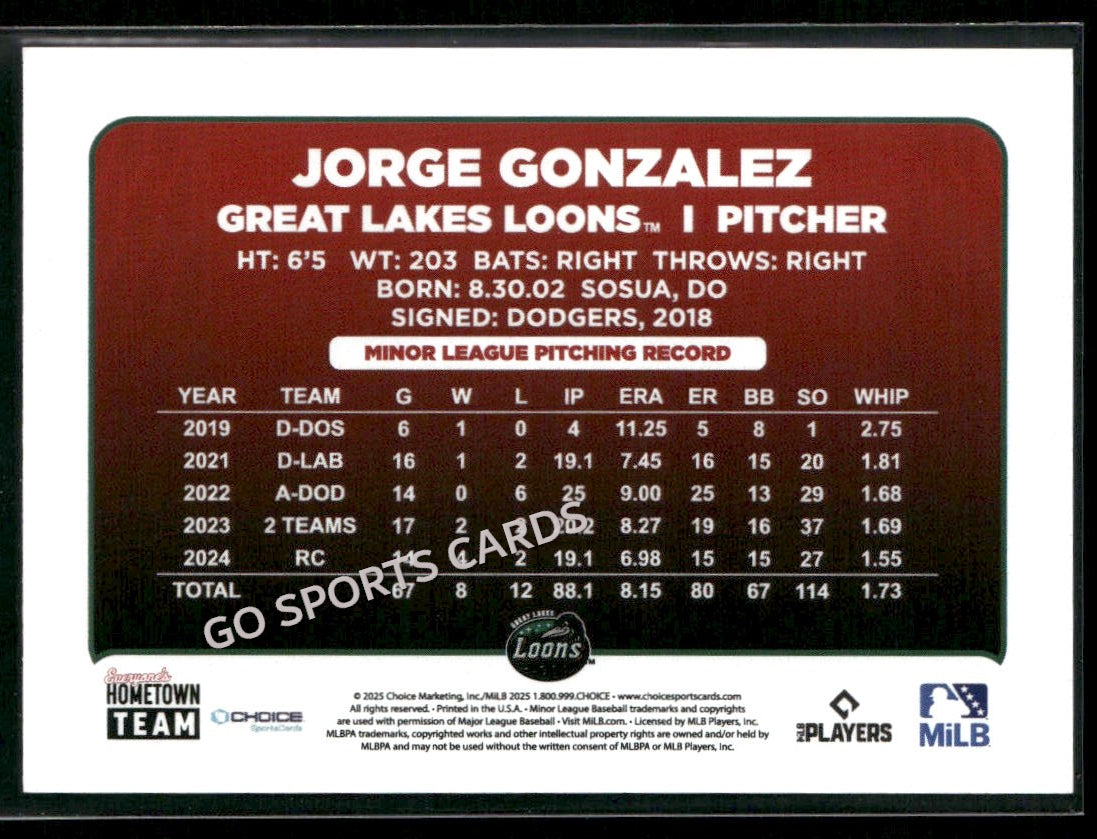 JORGE GONZALEZ
GREAT LAKES LOONS™ | PITCHER
HT: 6'5 WT: 203 BATS: RIGHT THROWS: RIGHT
BORN: 8.30.02 SOSUA, DO
SIGNED: DODGERS, 2018
MINOR LEAGUE PITCHING RECORD
YEAR TEAM G W L IP ERA ER BB SO WHIP
2019 D-DOS 6 1 0 4 11.25 5 8 1 2.75
2021 D-LAB 16 1 2 19.1 7.45 16 15 20 1.81
2022 A-DOD 14 0 6 25 9.00 25 13 29 1.68
2023 2 TEAMS 17 2 20.2 8.27 19 16 37 1.69
2024 RC 14 4 2 19.1 6.98 15 15 27 1.55
TOTAL 67 8 12 88.1 8.15 80 67 114 1.73
GO SPORTS CARDS
GREAT LAKES
Loons™
Everyone's
HOMETOWN
TEAM
CHOICE
SportsCards
© 2025 Choice Marketing, Inc./MiLB 2025 1.800.999.CHOICE • www.choicesportscards.com
All rights reserved. • Printed in the U.S.A. • Minor League Baseball trademarks and copyrights
are used with permission of Major League Baseball • Visit MiLB.com. • Licensed by MLB Players, Inc.
MLBPA trademarks, copyrighted works and other intellectual property rights are owned and/or held by
MLBPA and may not be used without the written consent of MLBPA or MLB Players, Inc.
MLB PLAYERS
MiLB